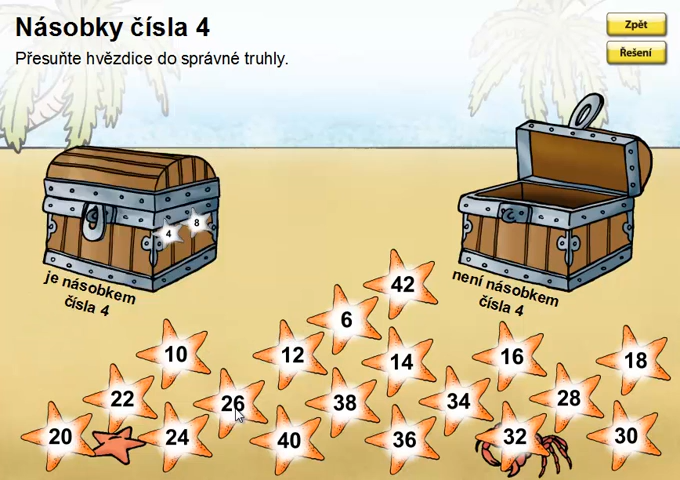 Násobky čísla 4
Zpět
Přesuňte hvězdice do správné truhly.
Řešení
4
8
je násobkem
čísla 4
není násobkem
čísla 4
42
6
10
12
14
16
18
22
26
38
34
28
20
24
40
36
32
30